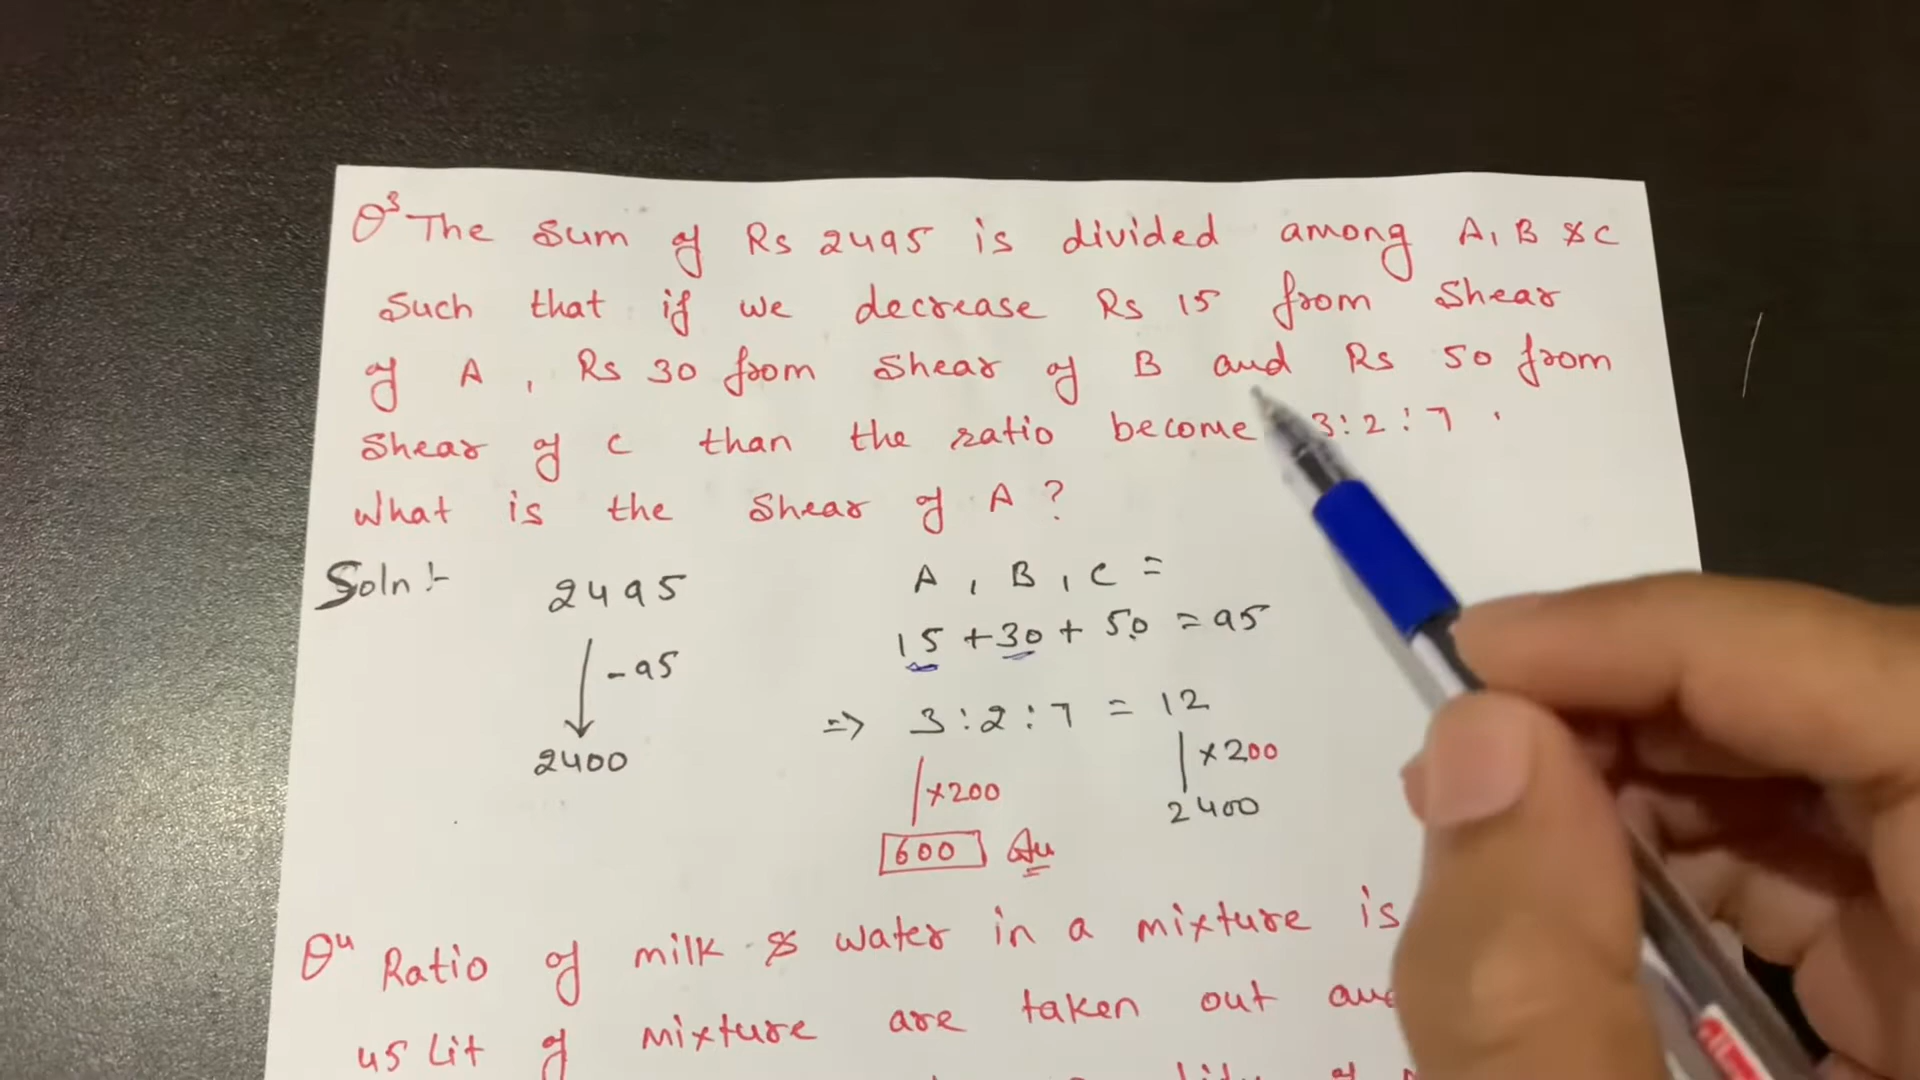 Q3 The Sum of Rs 2495 is divided among A, B & C
Such that if we decrease Rs 15 from Shear
of A, Rs 30 from Shear of B and Rs 50 from
Shear of C than the ratio become 3:2:7.
What is the Shear of A?
Soln:-
2495
-95
2400
A, B, C =
15 + 30 + 50 = 95
=> 3:2:7 = 12
×200
×200
2400
600 Au
Q4 Ratio of milk & water in a mixture is
45 Lit of mixture are taken out